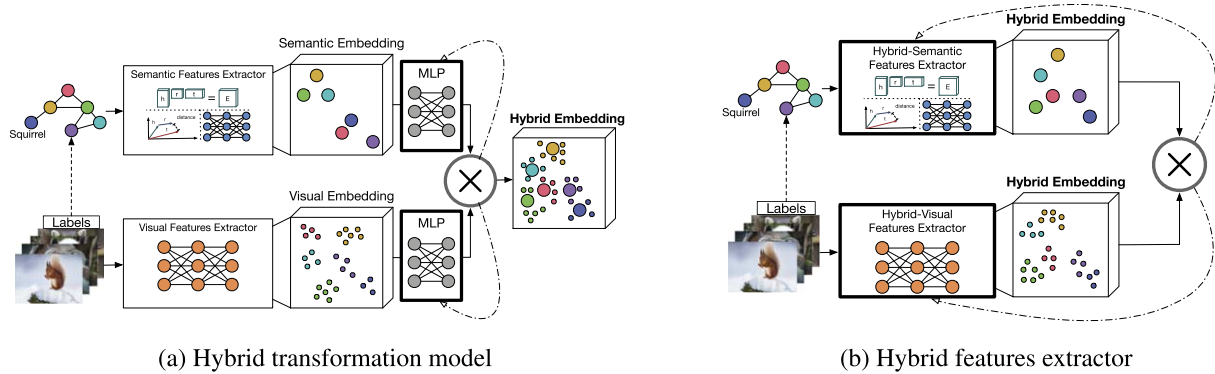 Semantic Embedding
Semantic Features Extractor
h r t = E
distance
h r
t
MLP
Squirrel
Hybrid Embedding
Visual Embedding
Labels
Visual Features Extractor
MLP
(a) Hybrid transformation model
Hybrid Embedding
Hybrid-Semantic
Features Extractor
h r t = E
distance
h r
t
Squirrel
Hybrid Embedding
Labels
Hybrid-Visual
Features Extractor
(b) Hybrid features extractor